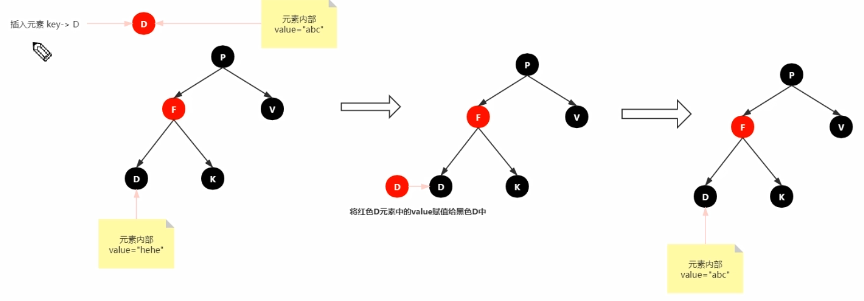 插入元素 key-> D
D
元素内部
value="abc"
P
F
V
D
K
元素内部
value="hehe"
P
F
V
D
D
K
将红色D元素中的value赋值给黑色D中
P
F
V
D
K
元素内部
value="abc"